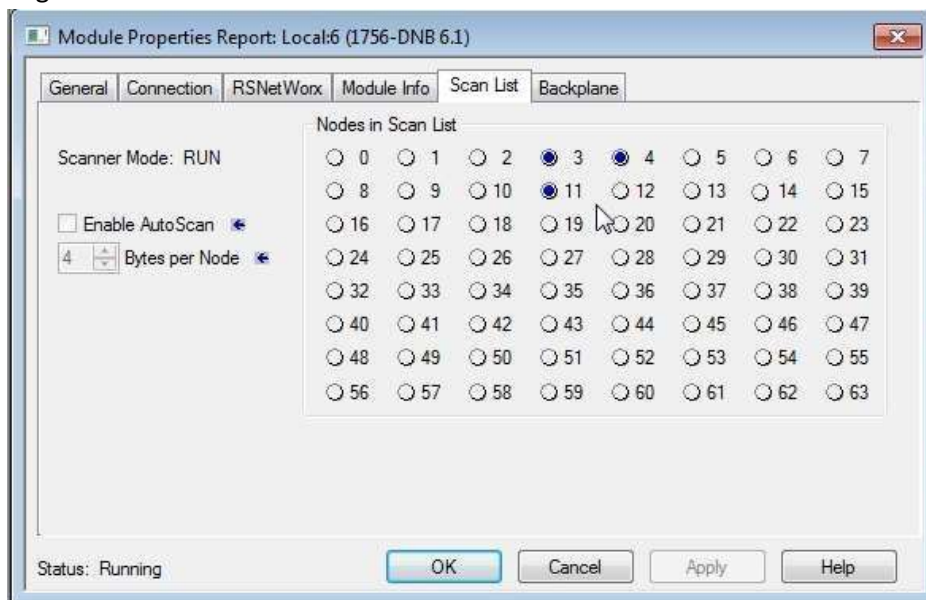 Module Properties Report: Local:6 (1756-DNB 6.1)
General Connection RSNetWorx Module Info Scan List Backplane
Nodes in Scan List
Scanner Mode: RUN
0 1 2 3 4 5 6 7
8 9 10 11 12 13 14 15
Enable AutoScan
16 17 18 19 20 21 22 23
4 Bytes per Node
24 25 26 27 28 29 30 31
32 33 34 35 36 37 38 39
40 41 42 43 44 45 46 47
48 49 50 51 52 53 54 55
56 57 58 59 60 61 62 63
Status: Running
OK Cancel Apply Help